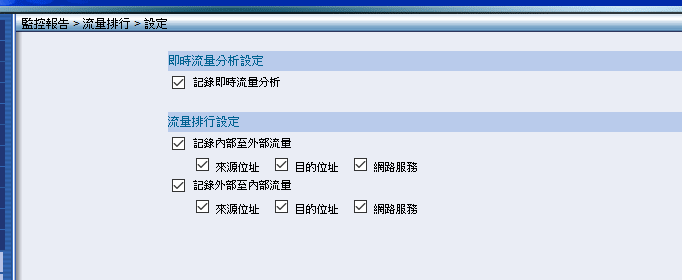 監控報告 > 流量排行 > 設定
即時流量分析設定
記錄即時流量分析
流量排行設定
記錄內部至外部流量
來源位址 目的位址 網路服務
記錄外部至內部流量
來源位址 目的位址 網路服務